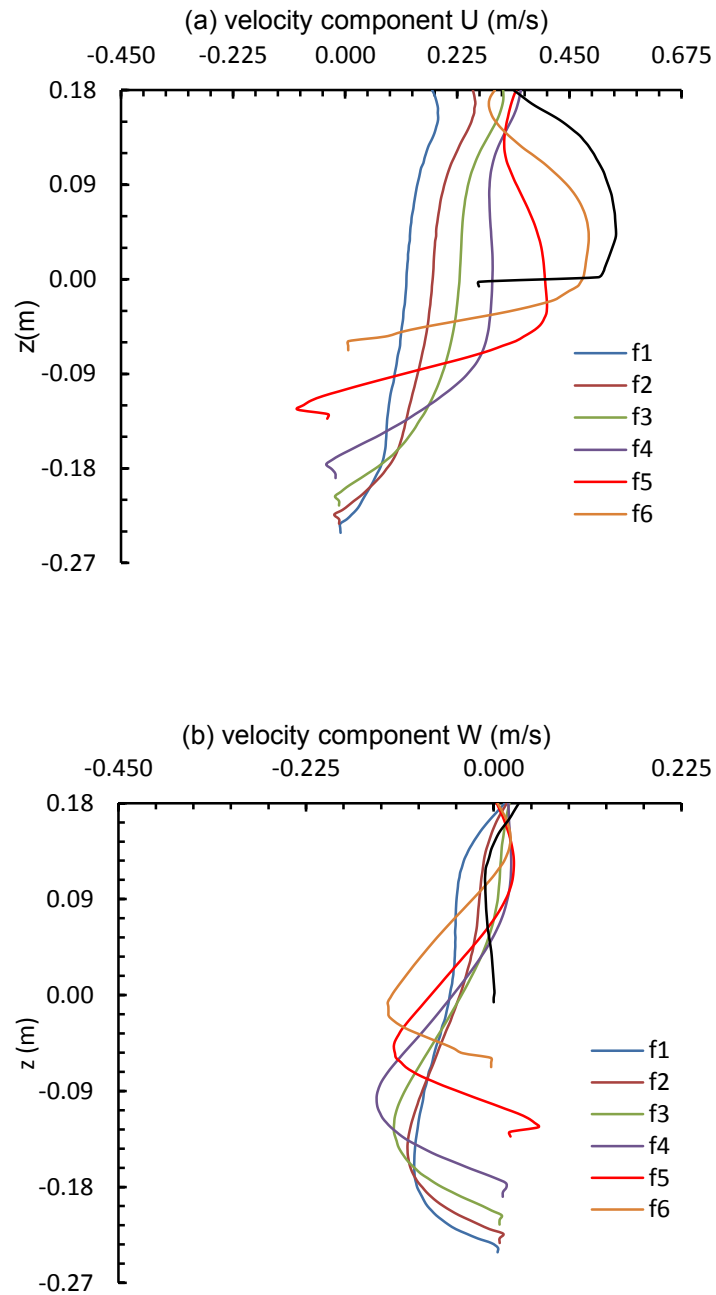 (a) velocity component U (m/s)
-0.450 -0.225 0.000 0.225 0.450 0.675
0.18
0.09
0.00
-0.09
-0.18
-0.27
z(m)
f1
f2
f3
f4
f5
f6
(b) velocity component W (m/s)
-0.450 -0.225 0.000 0.225
0.18
0.09
0.00
-0.09
-0.18
-0.27
z (m)
f1
f2
f3
f4
f5
f6